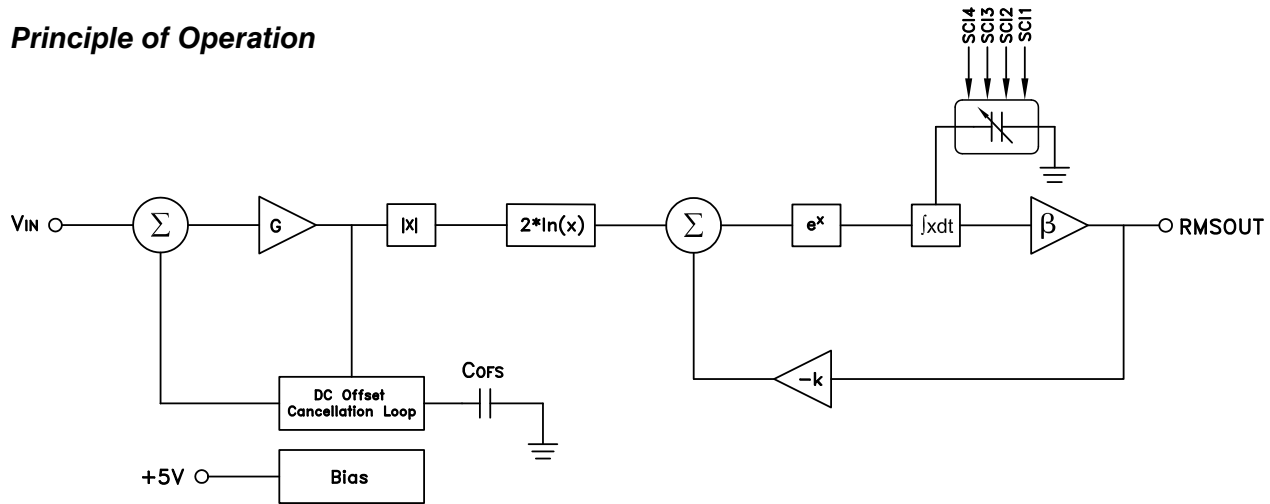 Principle of Operation
SCI4
SCI3
SCI2
SCI1
VIN
Σ
G
|X|
2*ln(x)
Σ
e^x
∫xdt
β
RMSOUT
-k
DC Offset
Cancellation Loop
COFS
+5V
Bias